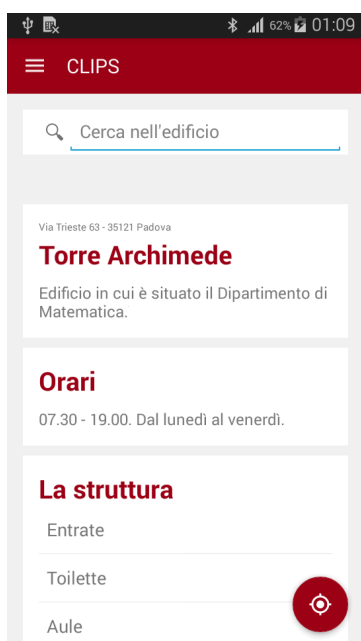 62% 01:09
CLIPS
Cerca nell'edificio
Via Trieste 63 - 35121 Padova
Torre Archimede
Edificio in cui è situato il Dipartimento di
Matematica.
Orari
07.30 - 19.00. Dal lunedì al venerdì.
La struttura
Entrate
Toilette
Aule